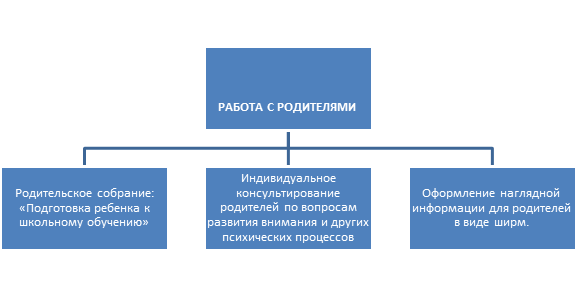 РАБОТА С РОДИТЕЛЯМИ
Родительское собрание:
«Подготовка ребенка к
школьному обучению»
Индивидуальное
консультирование
родителей по вопросам
развития внимания и других
психических процессов
Оформление наглядной
информации для родителей
в виде ширм.